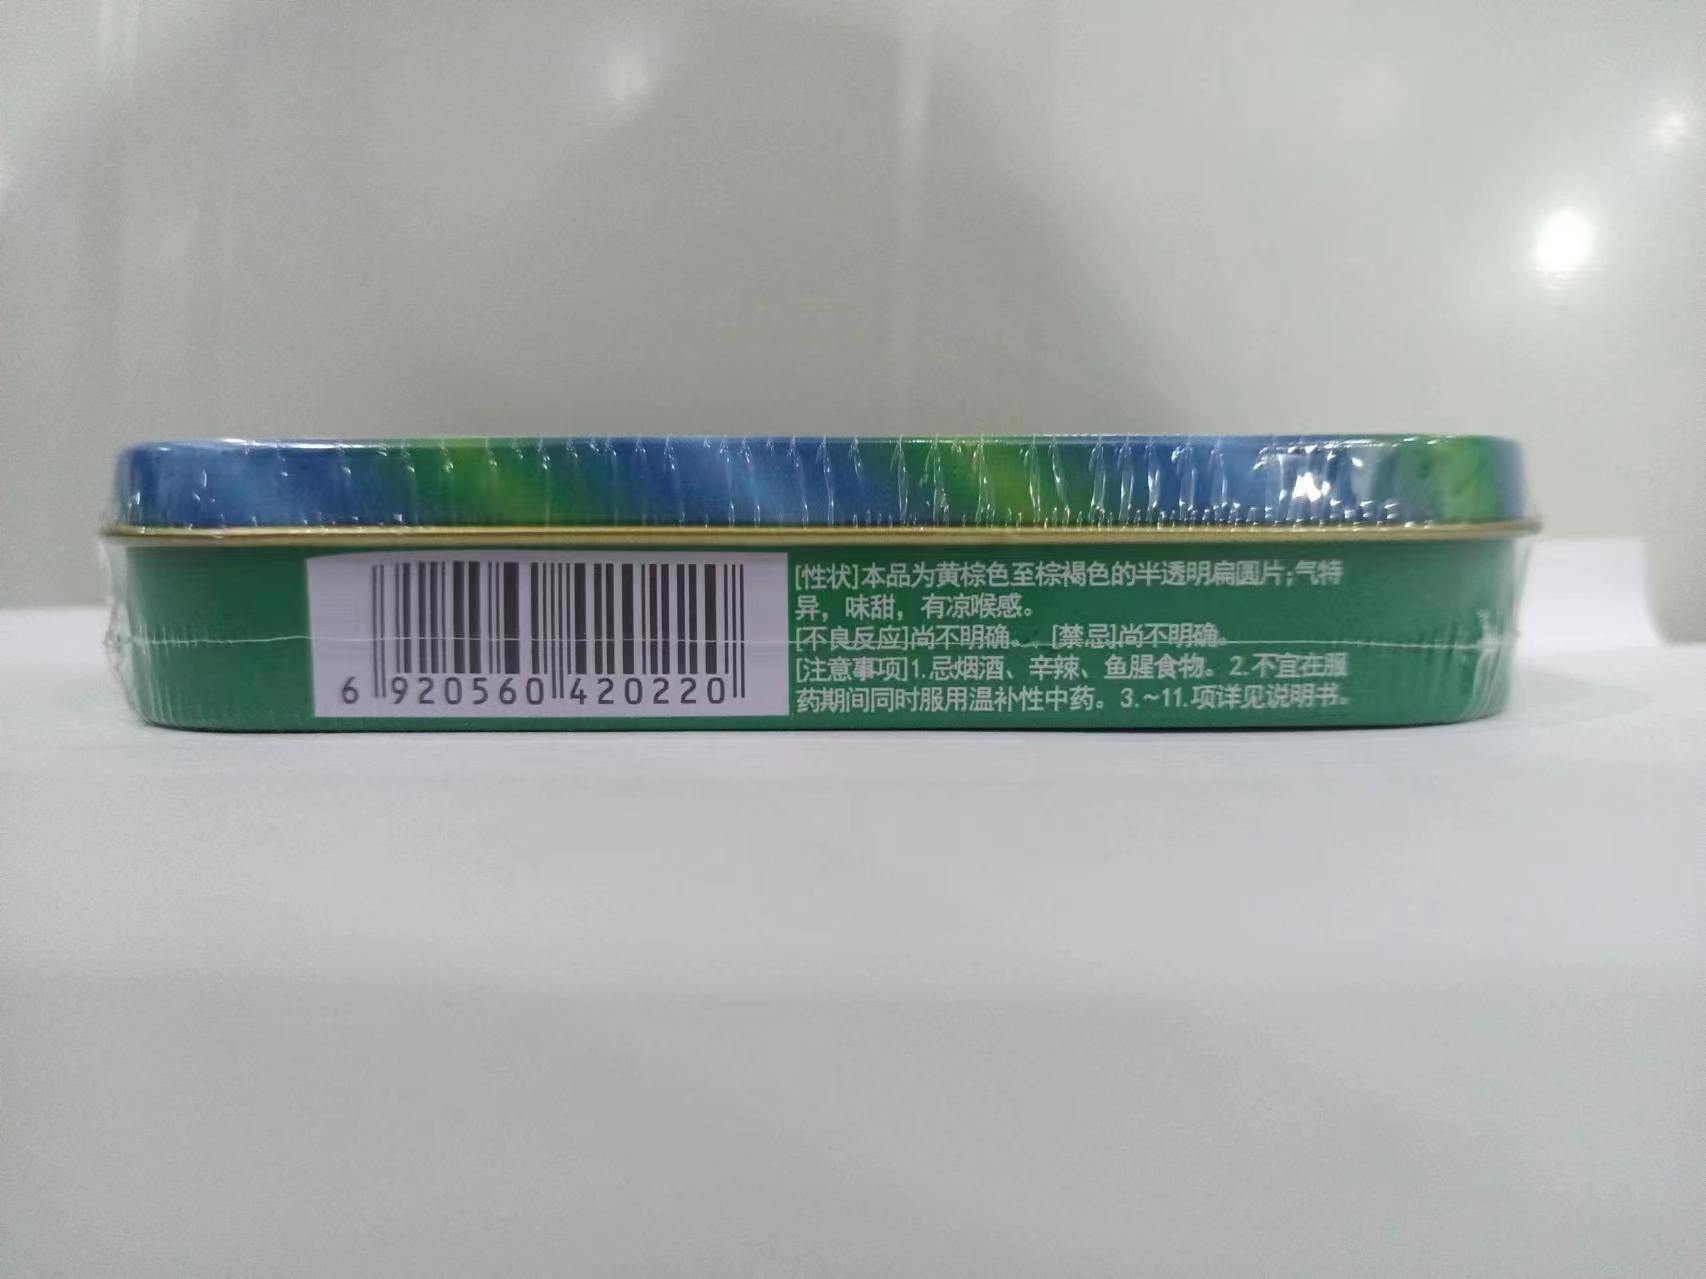 [性状]本品为黄棕色至棕褐色的半透明扁圆片;气特
异，味甜，有凉喉感。
[不良反应]尚不明确。 [禁忌]尚不明确。
[注意事项]1.忌烟酒、辛辣、鱼腥食物。2.不宜在服
药期间同时服用温补性中药。3.~11.项详见说明书。
6 920560 420220